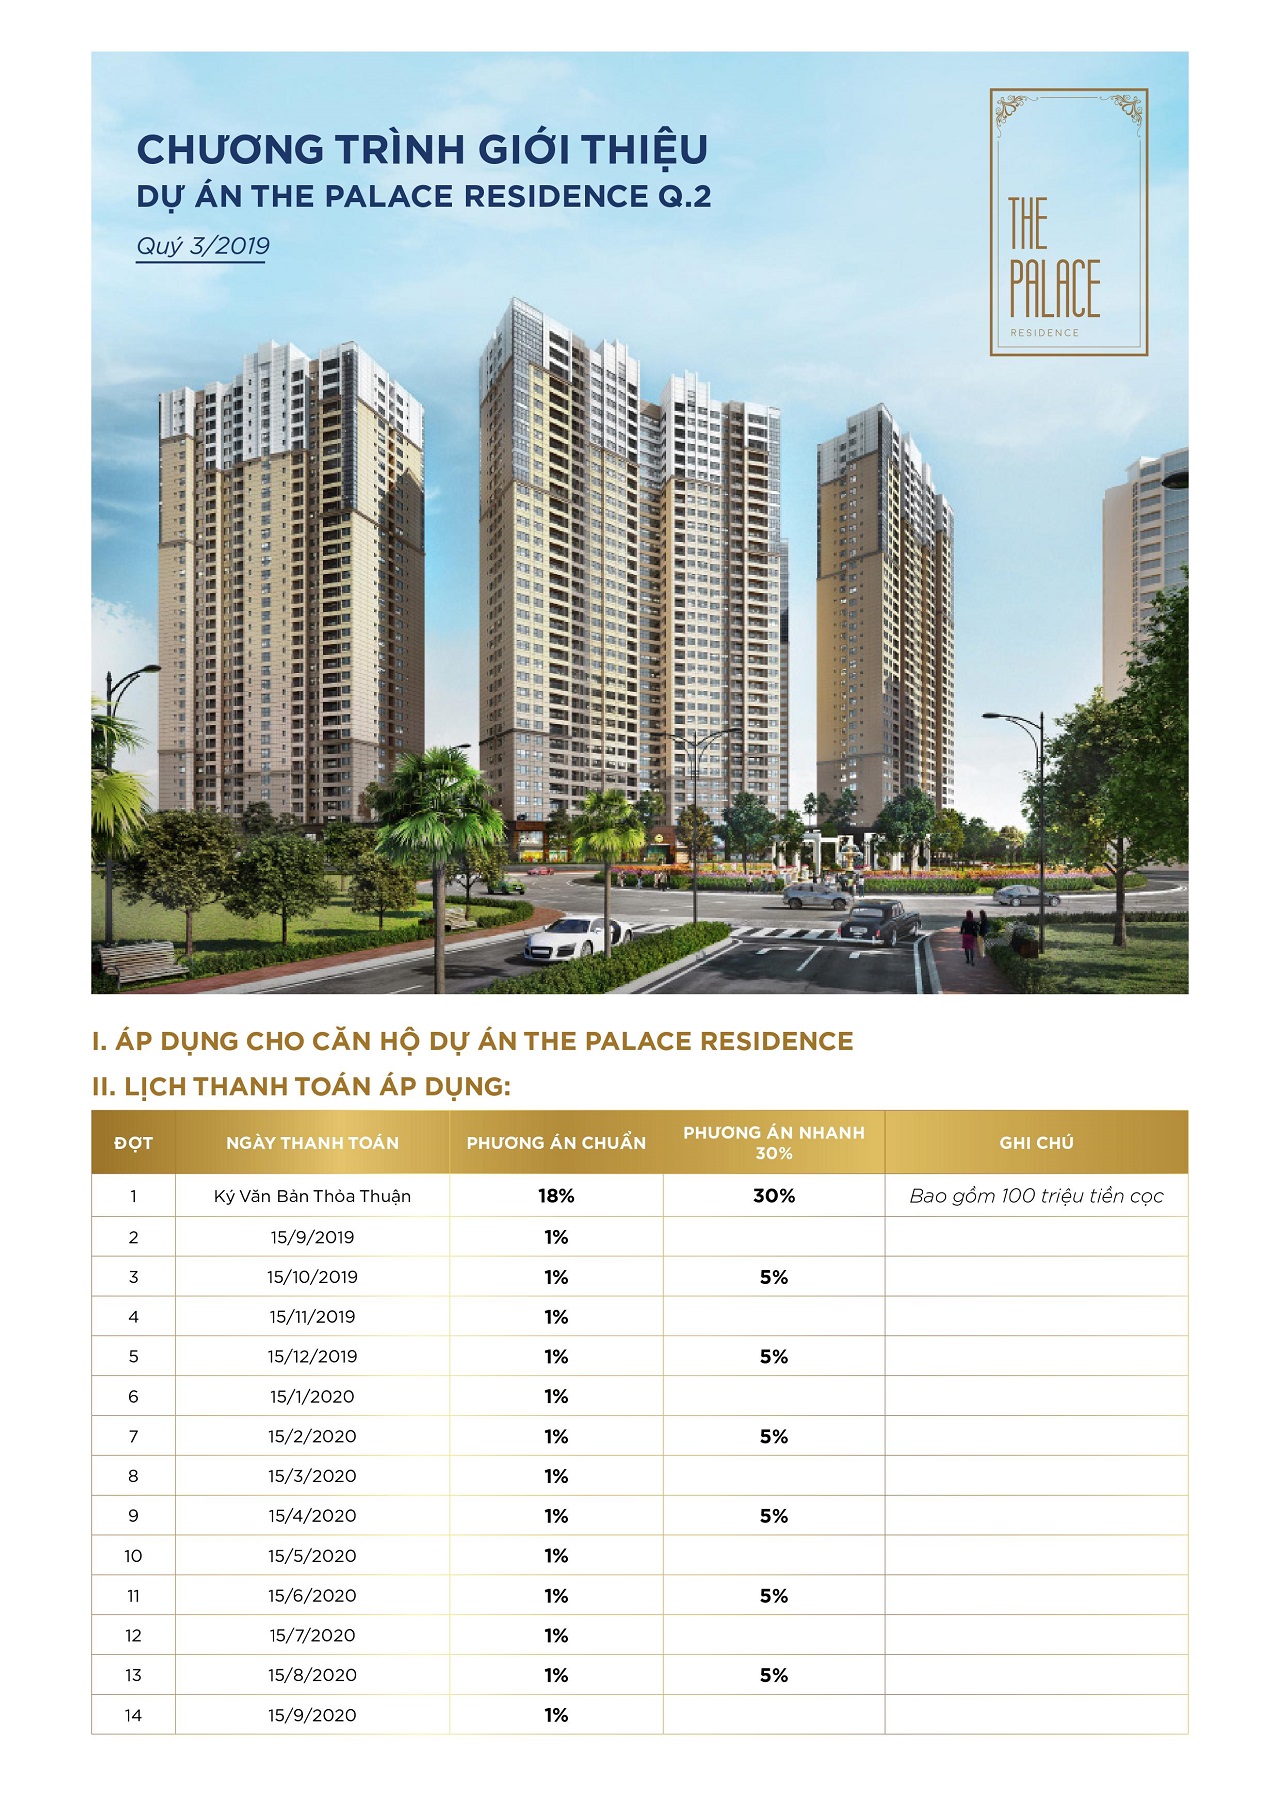 CHƯƠNG TRÌNH GIỚI THIỆU
DỰ ÁN THE PALACE RESIDENCE Q.2
Quý 3/2019
THE
PALACE
RESIDENCE
I. ÁP DỤNG CHO CĂN HỘ DỰ ÁN THE PALACE RESIDENCE
II. LỊCH THANH TOÁN ÁP DỤNG:
ĐỢT NGÀY THANH TOÁN PHƯƠNG ÁN CHUẨN PHƯƠNG ÁN NHANH 30% GHI CHÚ
1 Ký Văn Bản Thỏa Thuận 18% 30% Bao gồm 100 triệu tiền cọc
2 15/9/2019 1%
3 15/10/2019 1% 5%
4 15/11/2019 1%
5 15/12/2019 1% 5%
6 15/1/2020 1%
7 15/2/2020 1% 5%
8 15/3/2020 1%
9 15/4/2020 1% 5%
10 15/5/2020 1%
11 15/6/2020 1% 5%
12 15/7/2020 1%
13 15/8/2020 1% 5%
14 15/9/2020 1%